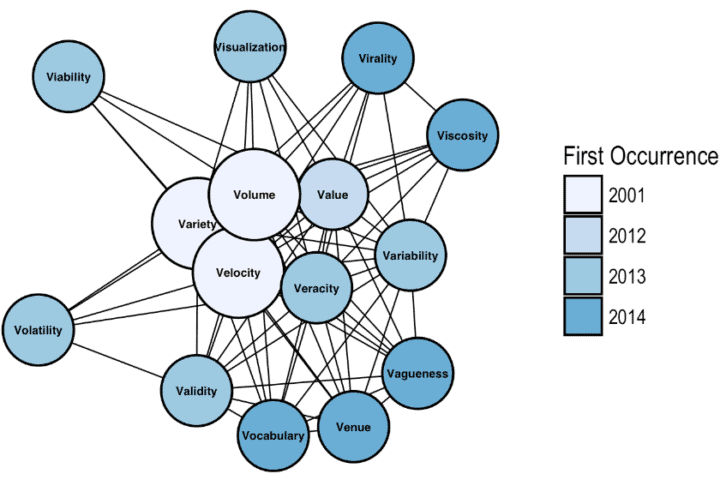 Visualization
Virality
Viability
Viscosity
Volume
Value
Variety
Variability
Velocity
Veracity
Volatility
Vagueness
Validity
Venue
Vocabulary
First Occurrence
2001
2012
2013
2014